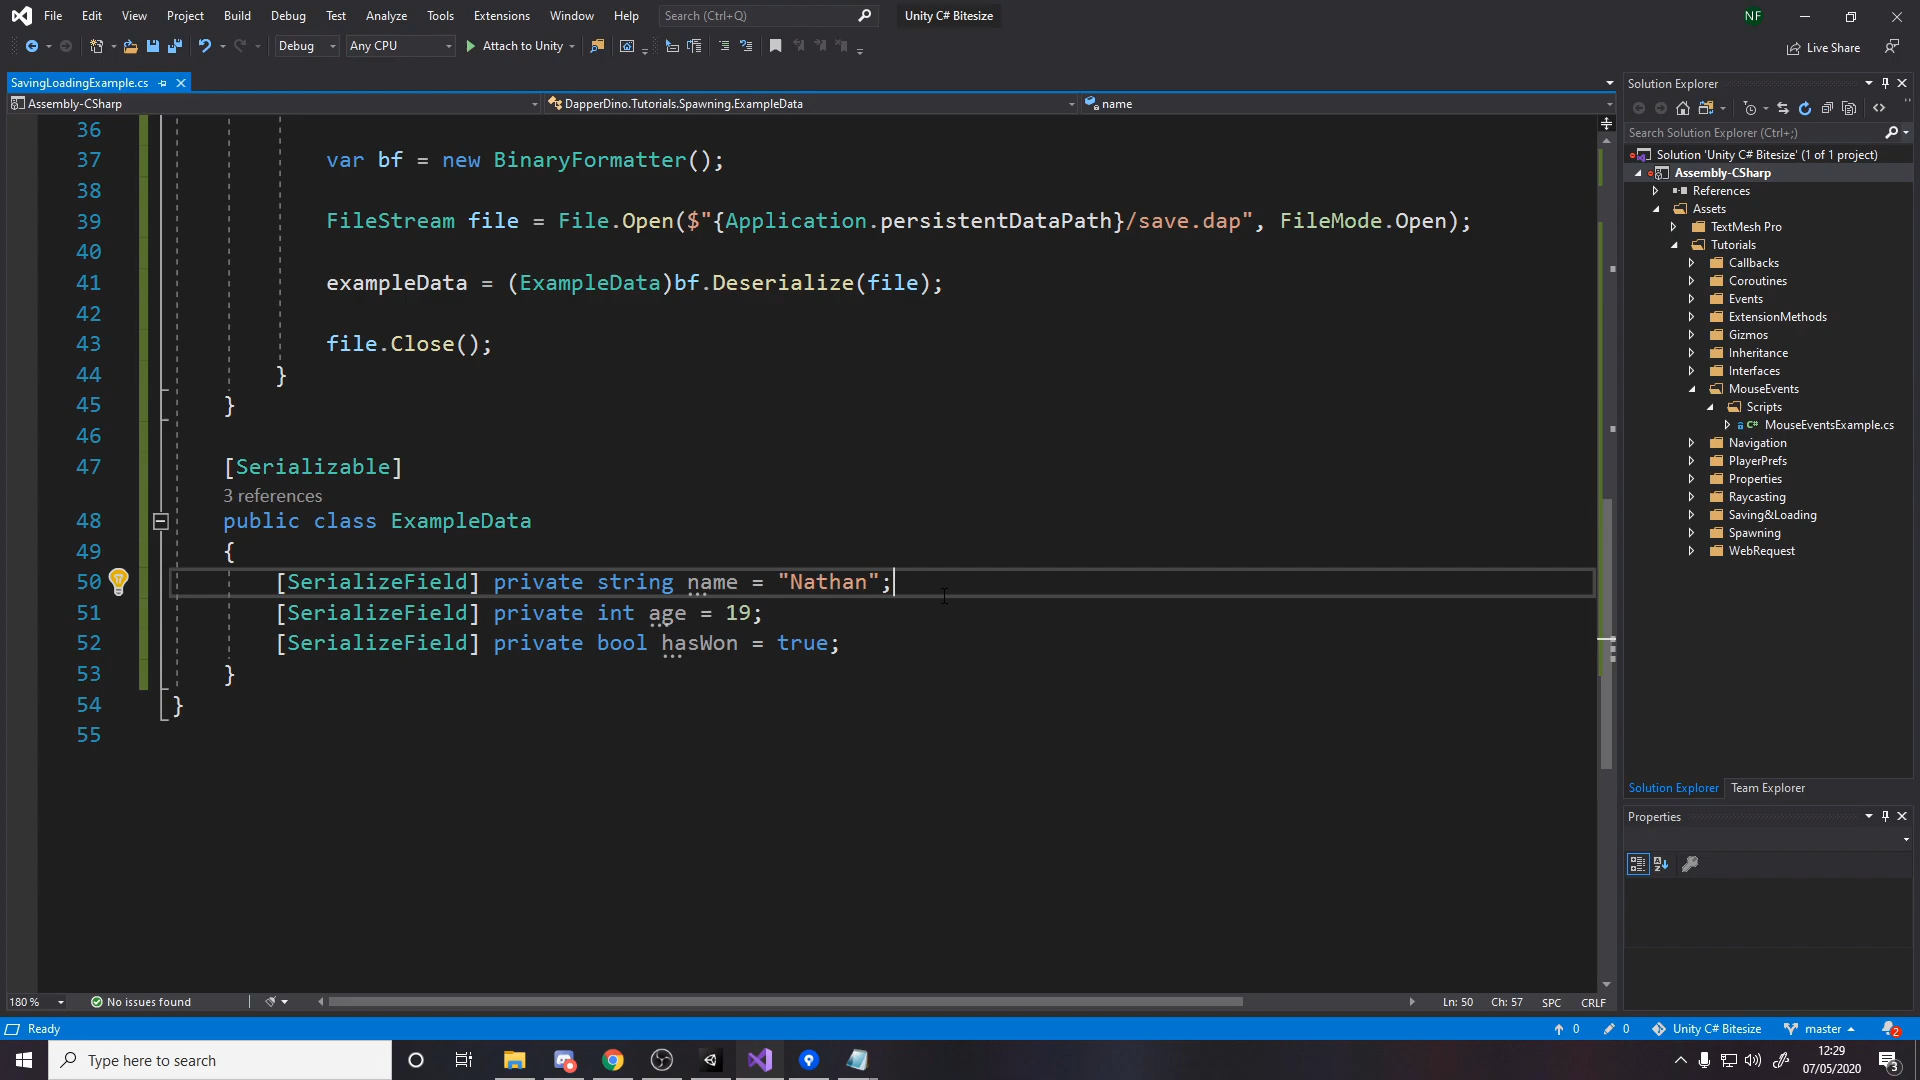 File Edit View Project Build Debug Test Analyze Tools Extensions Window Help Search (Ctrl+Q) Unity C# Bitesize NF
Debug Any CPU Attach to Unity Live Share
SavingLoadingExample.cs
Assembly-CSharp DapperDino.Tutorials.Spawning.ExampleData name
36
37 var bf = new BinaryFormatter();
38
39 FileStream file = File.Open($"{Application.persistentDataPath}/save.dap", FileMode.Open);
40
41 exampleData = (ExampleData)bf.Deserialize(file);
42
43 file.Close();
44 }
45 }
46
47 [Serializable]
3 references
48 public class ExampleData
49 {
50 [SerializeField] private string name = "Nathan";
51 [SerializeField] private int age = 19;
52 [SerializeField] private bool hasWon = true;
53 }
54 }
55
180 % No issues found Ln: 50 Ch: 57 SPC CRLF
Solution Explorer
Search Solution Explorer (Ctrl+;)
Solution 'Unity C# Bitesize' (1 of 1 project)
Assembly-CSharp
References
Assets
TextMesh Pro
Tutorials
Callbacks
Coroutines
Events
ExtensionMethods
Gizmos
Inheritance
Interfaces
MouseEvents
Scripts
C# MouseEventsExample.cs
Navigation
PlayerPrefs
Properties
Raycasting
Saving&Loading
Spawning
WebRequest
Solution Explorer Team Explorer
Properties
Ready 0 0 Unity C# Bitesize master 2
Type here to search 12:29
07/05/2020 3